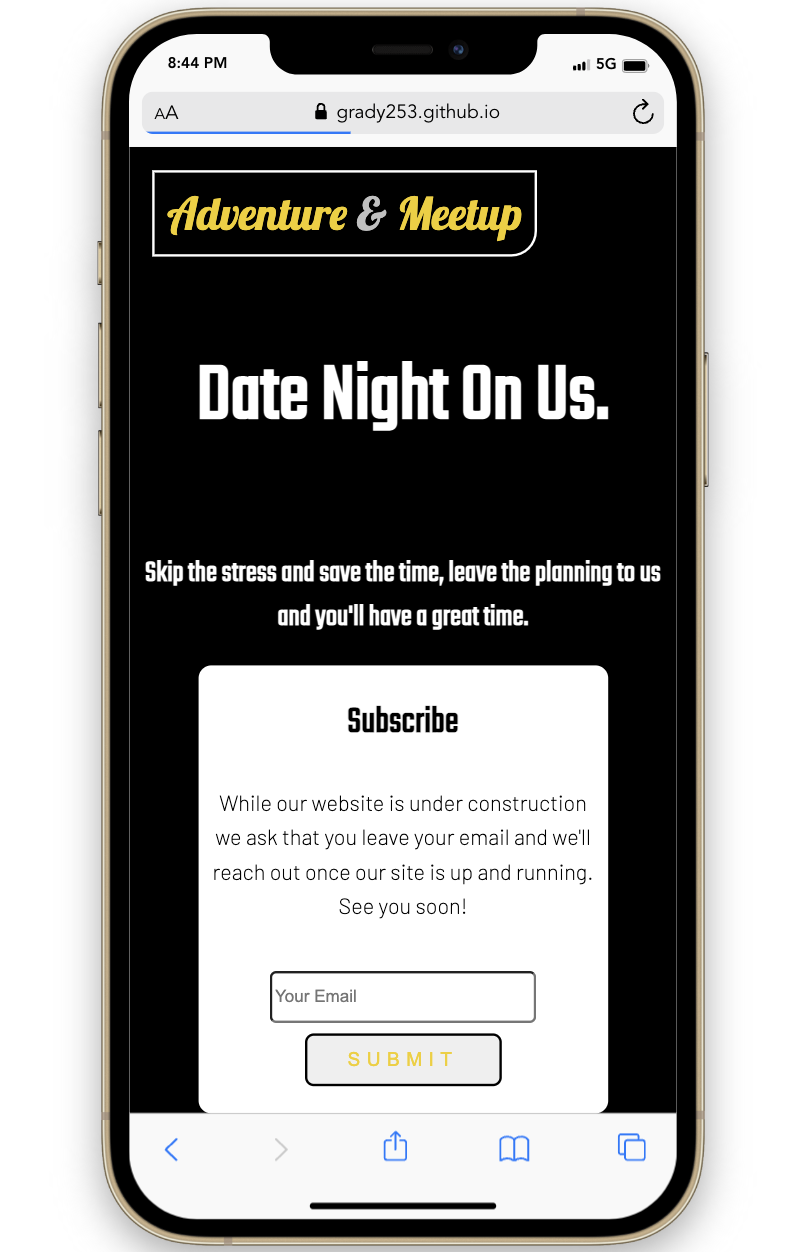 8:44 PM 5G
AA grady253.github.io
Adventure & Meetup
Date Night On Us.
Skip the stress and save the time, leave the planning to us
and you'll have a great time.
Subscribe
While our website is under construction
we ask that you leave your email and we'll
reach out once our site is up and running.
See you soon!
Your Email
SUBMIT